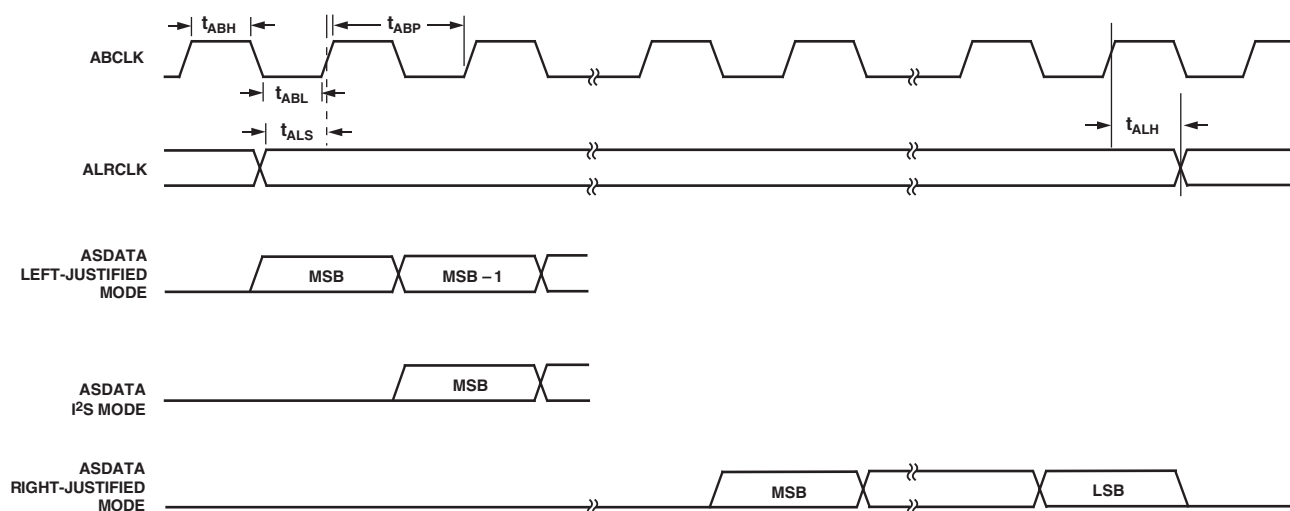 tABH
tABP
ABCLK
tABL
tALS
tALH
ALRCLK
ASDATA
LEFT-JUSTIFIED
MODE
MSB
MSB – 1
ASDATA
I²S MODE
MSB
ASDATA
RIGHT-JUSTIFIED
MODE
MSB
LSB